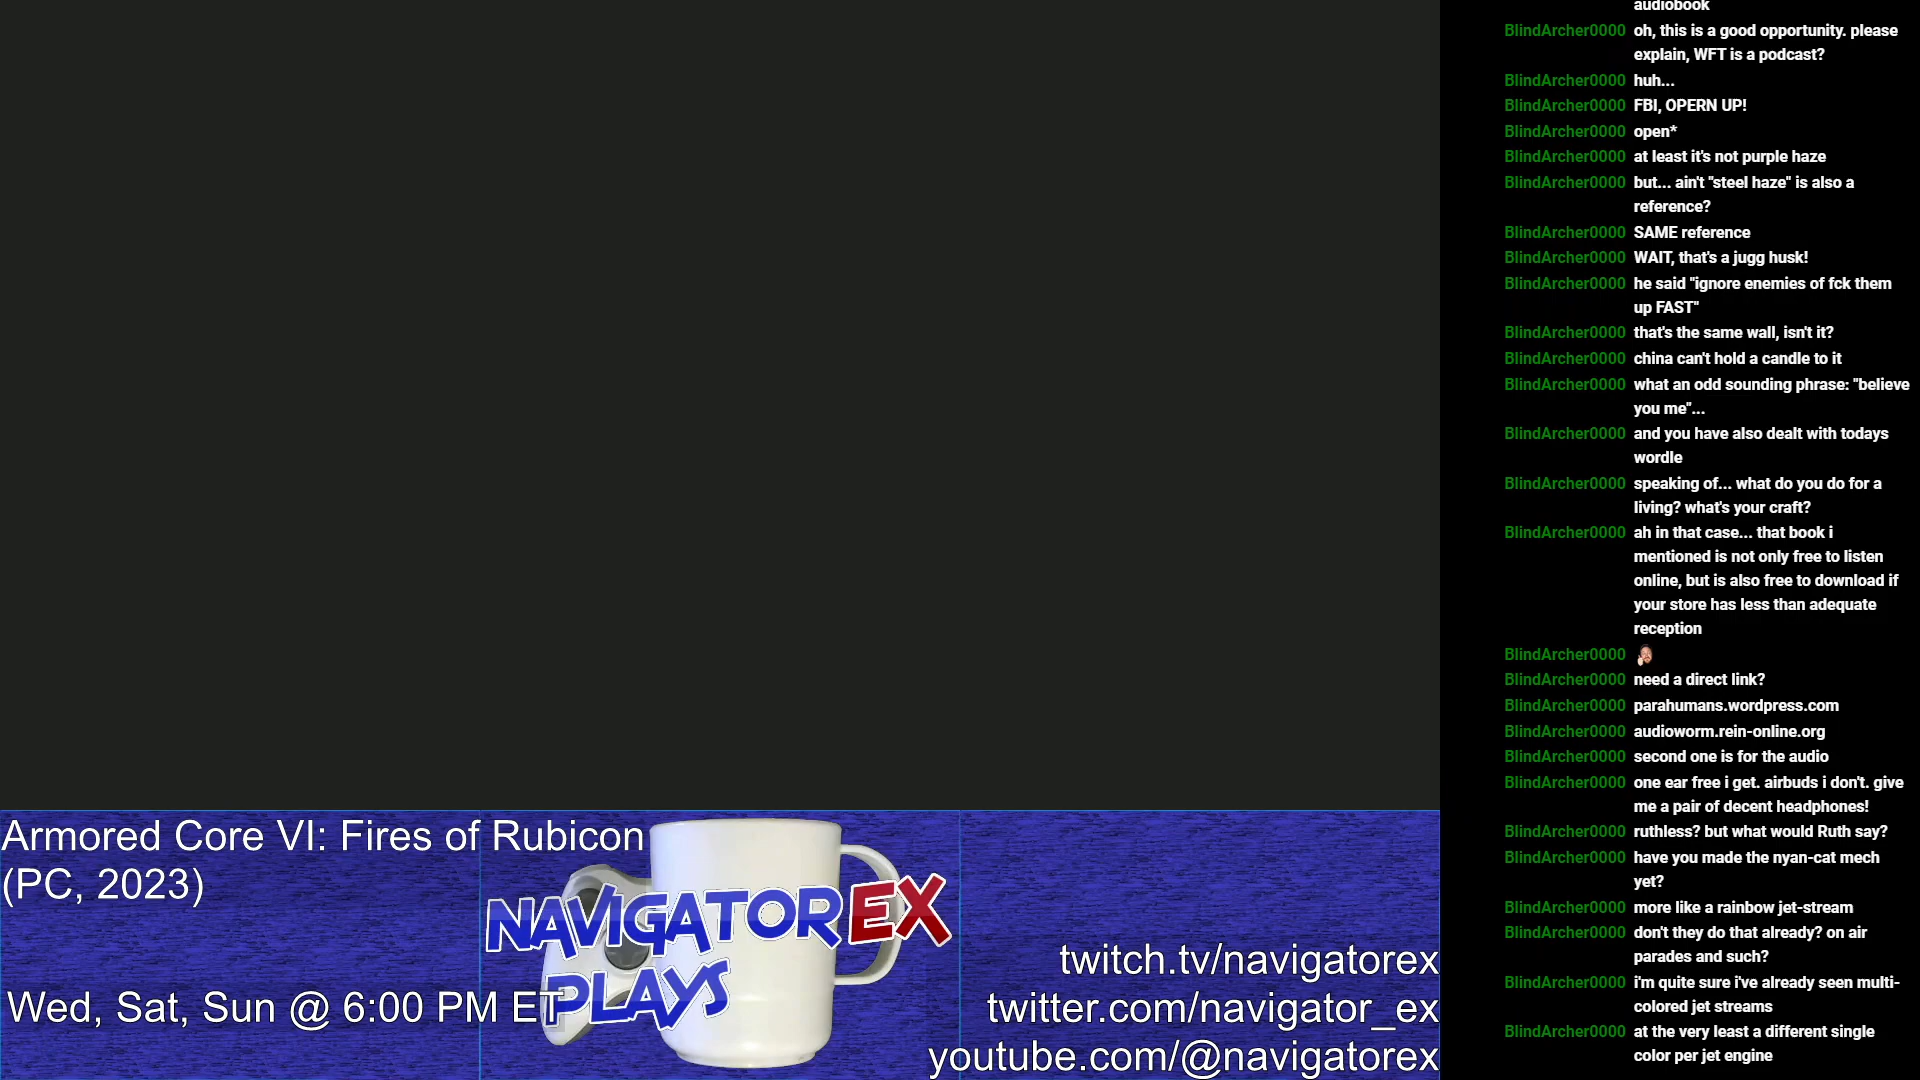 audiobook
BlindArcher0000 oh, this is a good opportunity. please
explain, WFT is a podcast?
BlindArcher0000 huh...
BlindArcher0000 FBI, OPERN UP!
BlindArcher0000 open*
BlindArcher0000 at least it's not purple haze
BlindArcher0000 but... ain't "steel haze" is also a
reference?
BlindArcher0000 SAME reference
BlindArcher0000 WAIT, that's a jugg husk!
BlindArcher0000 he said "ignore enemies of fck them
up FAST"
BlindArcher0000 that's the same wall, isn't it?
BlindArcher0000 china can't hold a candle to it
BlindArcher0000 what an odd sounding phrase: "believe
you me"...
BlindArcher0000 and you have also dealt with todays
wordle
BlindArcher0000 speaking of... what do you do for a
living? what's your craft?
BlindArcher0000 ah in that case... that book i
mentioned is not only free to listen
online, but is also free to download if
your store has less than adequate
reception
BlindArcher0000
BlindArcher0000 need a direct link?
BlindArcher0000 parahumans.wordpress.com
BlindArcher0000 audioworm.rein-online.org
BlindArcher0000 second one is for the audio
BlindArcher0000 one ear free i get. airbuds i don't. give
me a pair of decent headphones!
BlindArcher0000 ruthless? but what would Ruth say?
BlindArcher0000 have you made the nyan-cat mech
yet?
BlindArcher0000 more like a rainbow jet-stream
BlindArcher0000 don't they do that already? on air
parades and such?
BlindArcher0000 i'm quite sure i've already seen multi-
colored jet streams
BlindArcher0000 at the very least a different single
color per jet engine
Armored Core VI: Fires of Rubicon
(PC, 2023)
Wed, Sat, Sun @ 6:00 PM ET
NAVIGATOR EX
PLAYS
twitch.tv/navigatorex
twitter.com/navigator_ex
youtube.com/@navigatorex